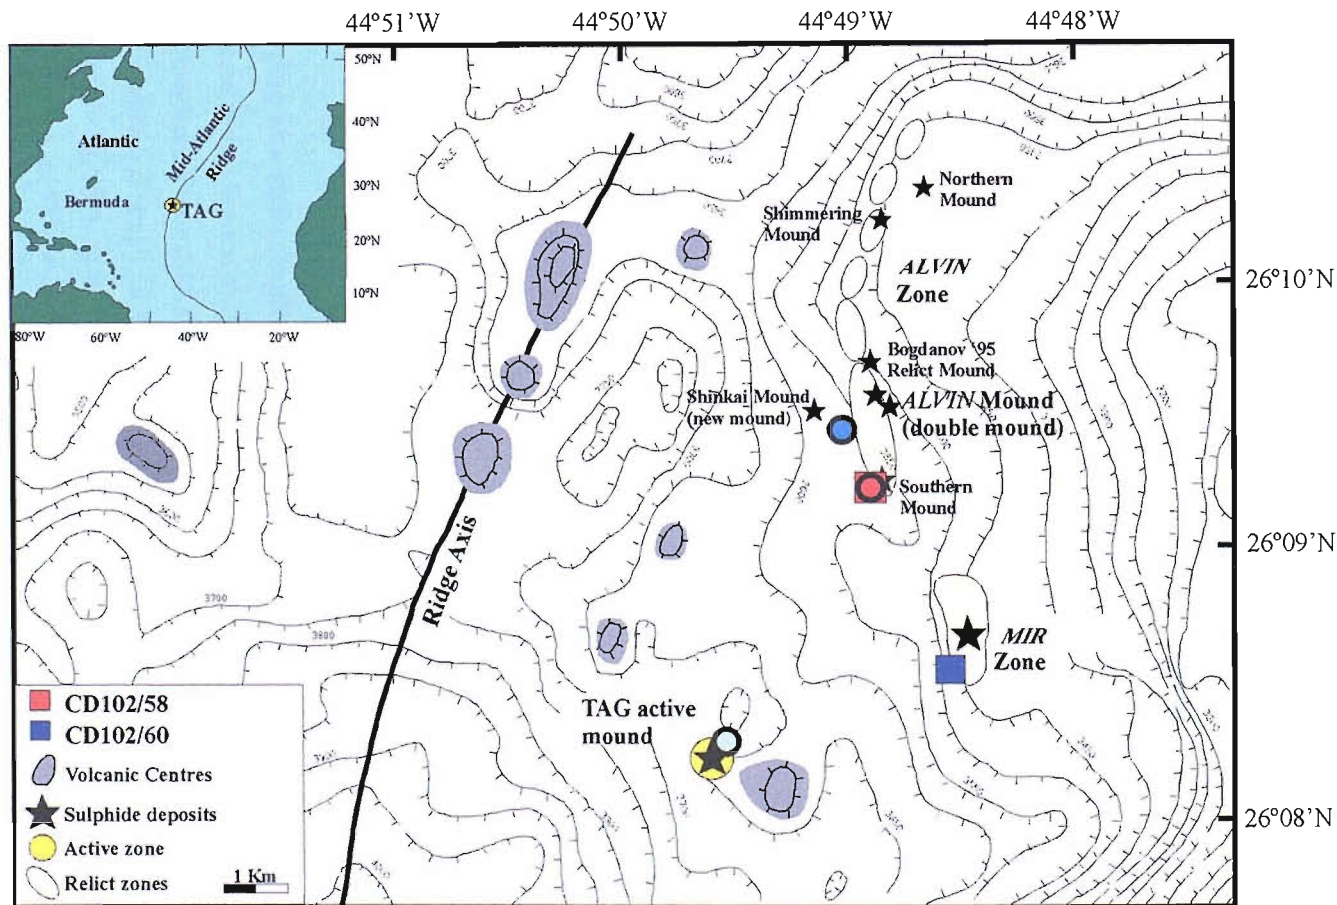 44°51'W
44°50'W
44°49'W
44°48'W
50°N
40°N
30°N
20°N
10°N
80°W
60°W
40°W
20°W
Atlantic
Mid-Atlantic
Ridge
Bermuda
TAG
26°10'N
26°09'N
26°08'N
Northern
Mound
Shimmering
Mound
ALVIN
Zone
Bogdanov '95
Relict Mound
Shinkai Mound
(new mound)
ALVIN Mound
(double mound)
Southern
Mound
Ridge Axis
MIR
Zone
TAG active
mound
3700
3800
CD102/58
CD102/60
Volcanic Centres
Sulphide deposits
Active zone
Relict zones
1 Km